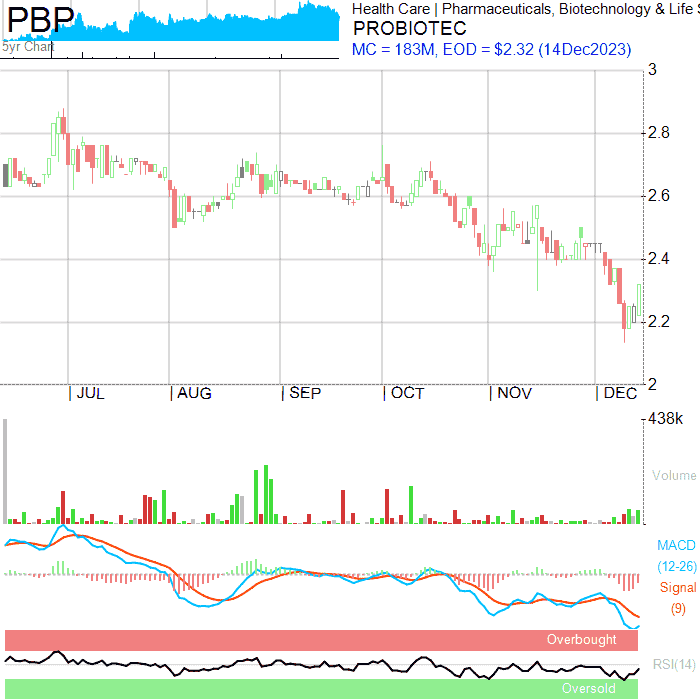 PBP
5yr Chart
Health Care | Pharmaceuticals, Biotechnology & Life S
PROBIOTEC
MC = 183M, EOD = $2.32 (14Dec2023)
3
2.8
2.6
2.4
2.2
2
| JUL | AUG | SEP | OCT | NOV | DEC
438k
Volume
MACD
(12-26)
Signal
(9)
Overbought
RSI(14)
Oversold